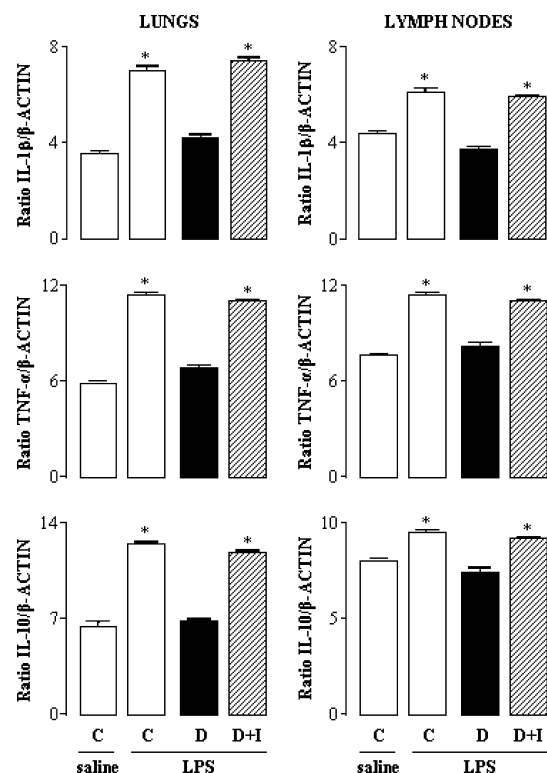 LUNGS
LYMPH NODES
Ratio IL-1β/β-ACTIN
8
4
0
*
*
Ratio IL-1β/β-ACTIN
8
4
0
*
*
Ratio TNF-α/β-ACTIN
12
6
0
*
*
Ratio TNF-α/β-ACTIN
12
6
0
*
*
Ratio IL-10/β-ACTIN
14
7
0
*
*
Ratio IL-10/β-ACTIN
10
5
0
*
*
C C D D+I
saline LPS
C C D D+I
saline LPS